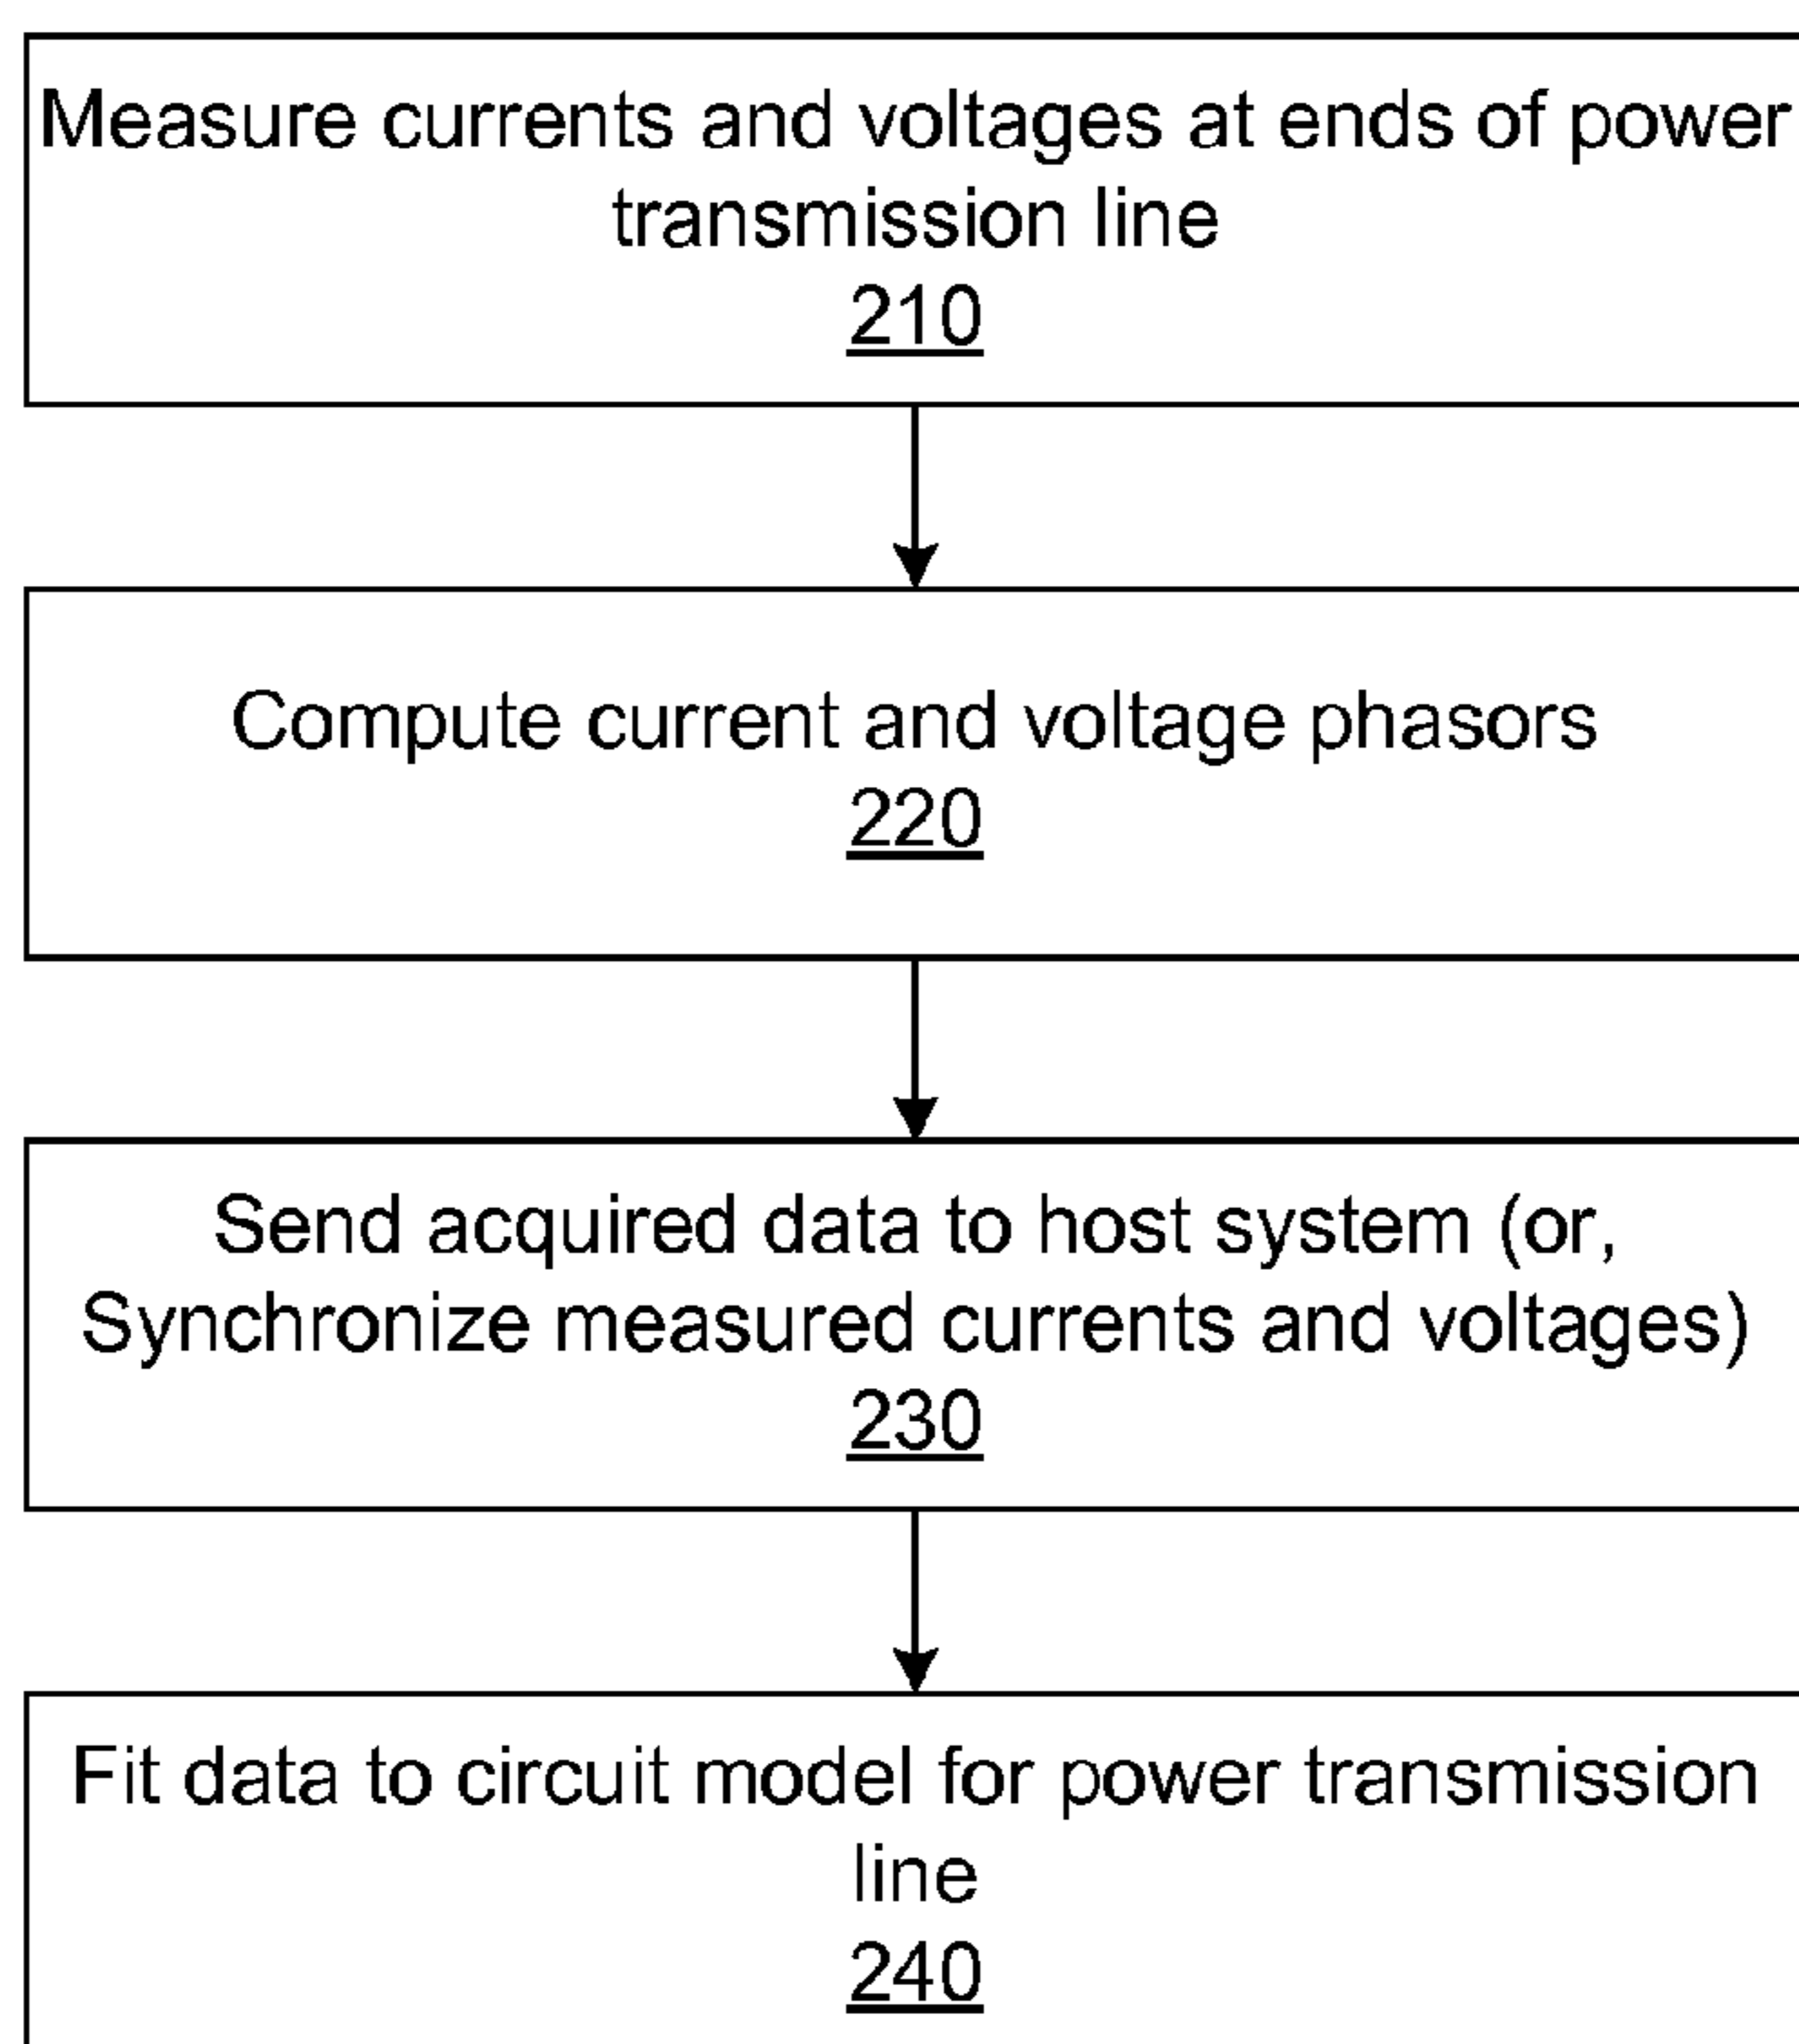 Measure currents and voltages at ends of power
transmission line
210
Compute current and voltage phasors
220
Send acquired data to host system (or,
Synchronize measured currents and voltages)
230
Fit data to circuit model for power transmission
line
240